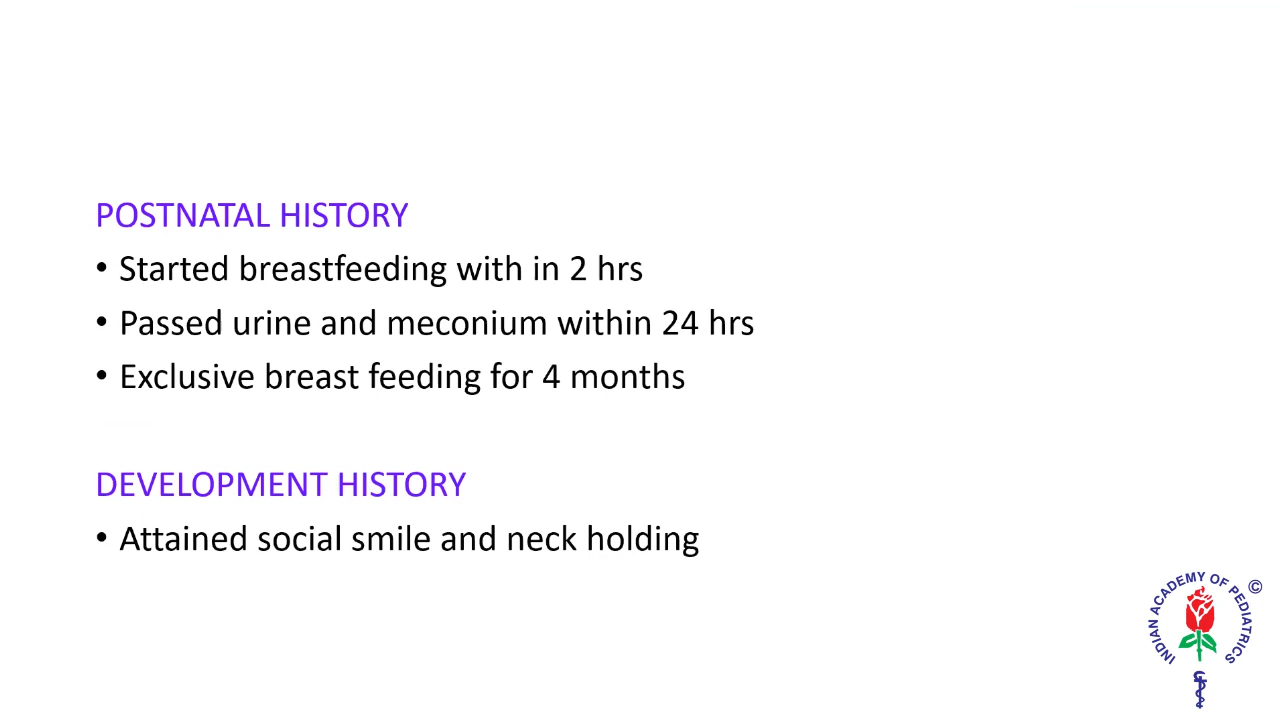 POSTNATAL HISTORY
• Started breastfeeding with in 2 hrs
• Passed urine and meconium within 24 hrs
• Exclusive breast feeding for 4 months
DEVELOPMENT HISTORY
• Attained social smile and neck holding
INDIAN ACADEMY OF PEDIATRICS
©